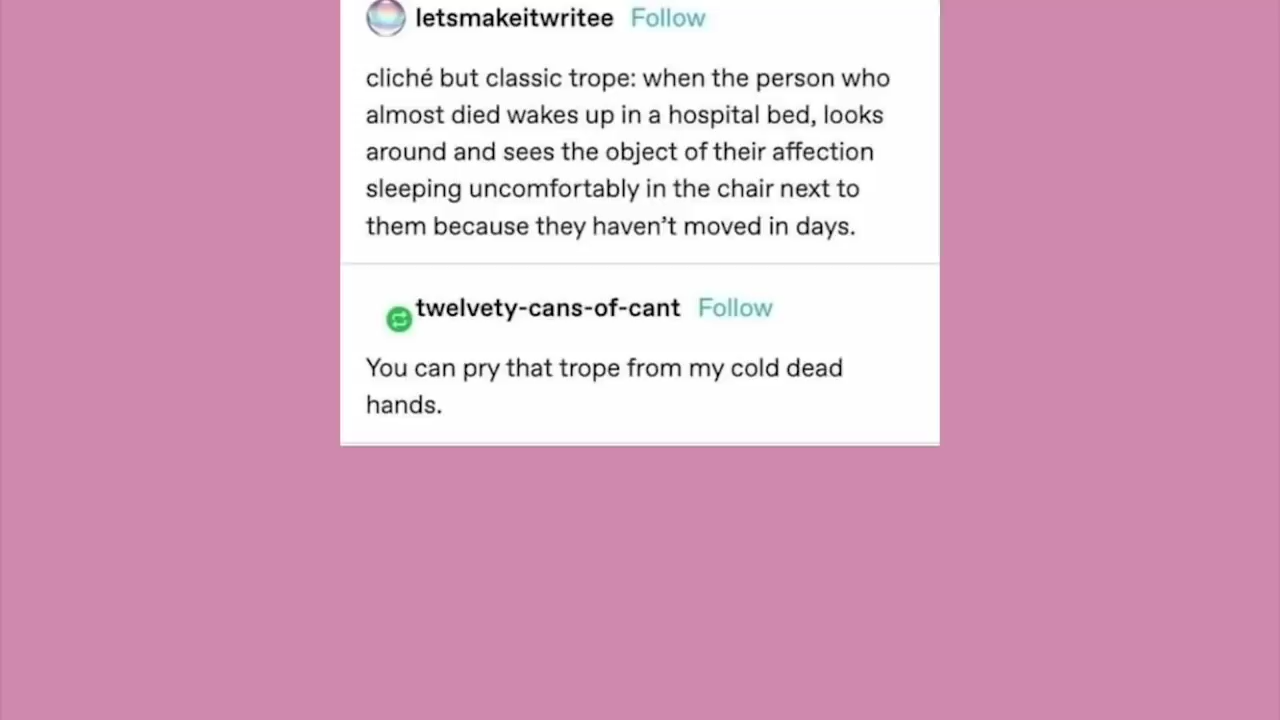 letsmakeitwritee Follow
cliché but classic trope: when the person who
almost died wakes up in a hospital bed, looks
around and sees the object of their affection
sleeping uncomfortably in the chair next to
them because they haven’t moved in days.
twelvety-cans-of-cant Follow
You can pry that trope from my cold dead
hands.